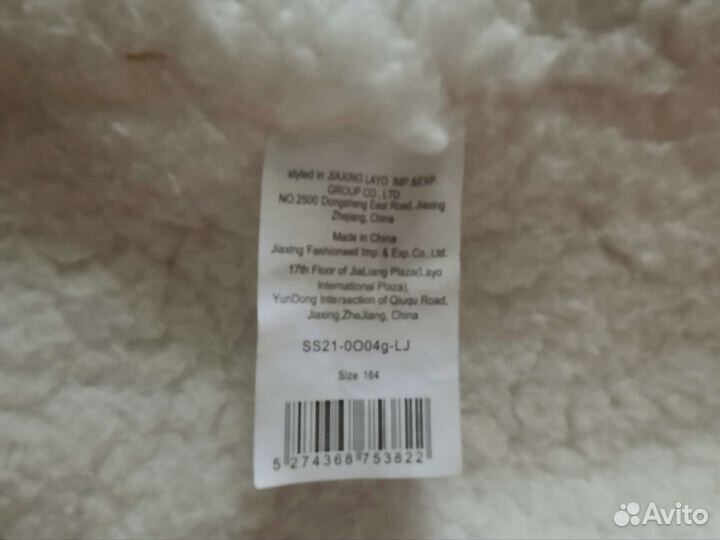 styled in JIAXING LAYO IMP.&EXP.
GROUP CO., LTD
NO.2500 Dongsheng East Road, Jiaxing
Zhejiang, China
Made in China
Jiaxing Fashionwell Imp. & Exp. Co., Ltd.
17th Floor of JiaLiang Plaza(Layo
International Plaza),
YunDong Intersection of Qiuqu Road,
Jiaxing,ZheJiang, China
SS21-0O04g-LJ
Size 164
5 274368 753822
Avito